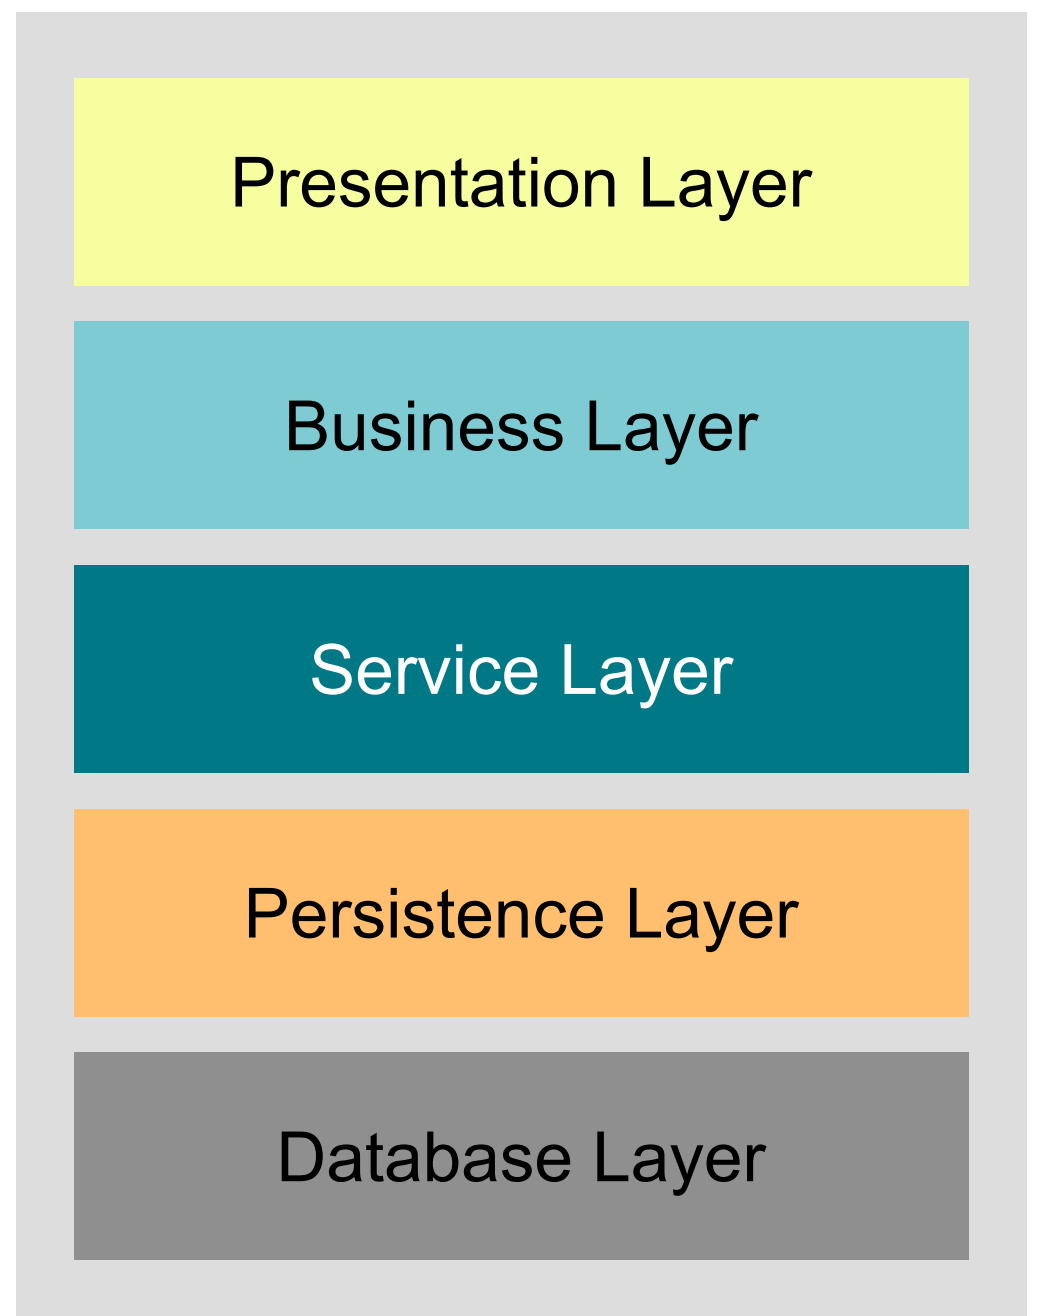 Presentation Layer
Business Layer
Service Layer
Persistence Layer
Database Layer